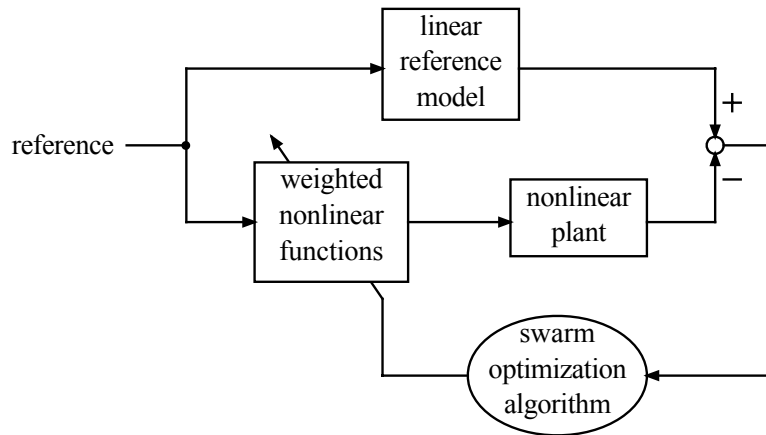 linear
reference
model
+
reference
weighted
nonlinear
functions
nonlinear
plant
−
swarm
optimization
algorithm